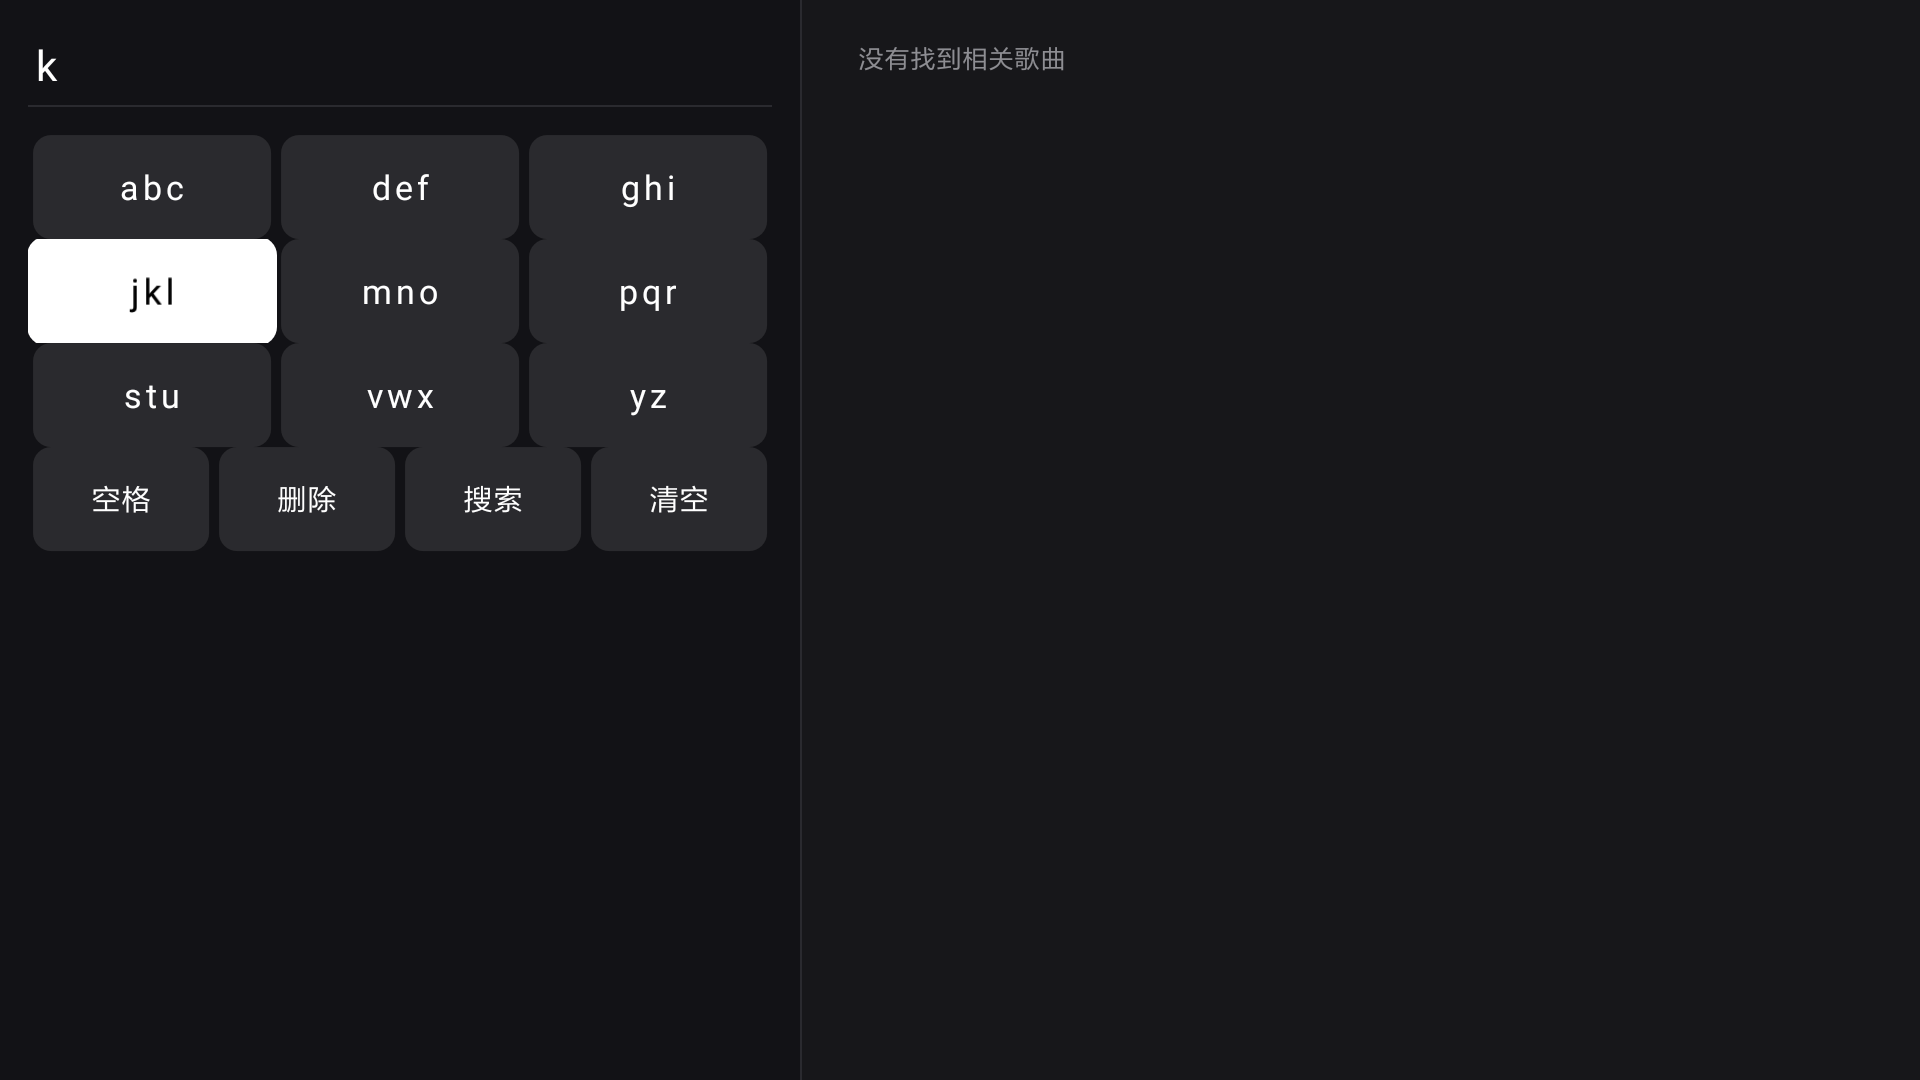 k
没有找到相关歌曲
abc def ghi
jkl mno pqr
stu vwx yz
空格 删除 搜索 清空